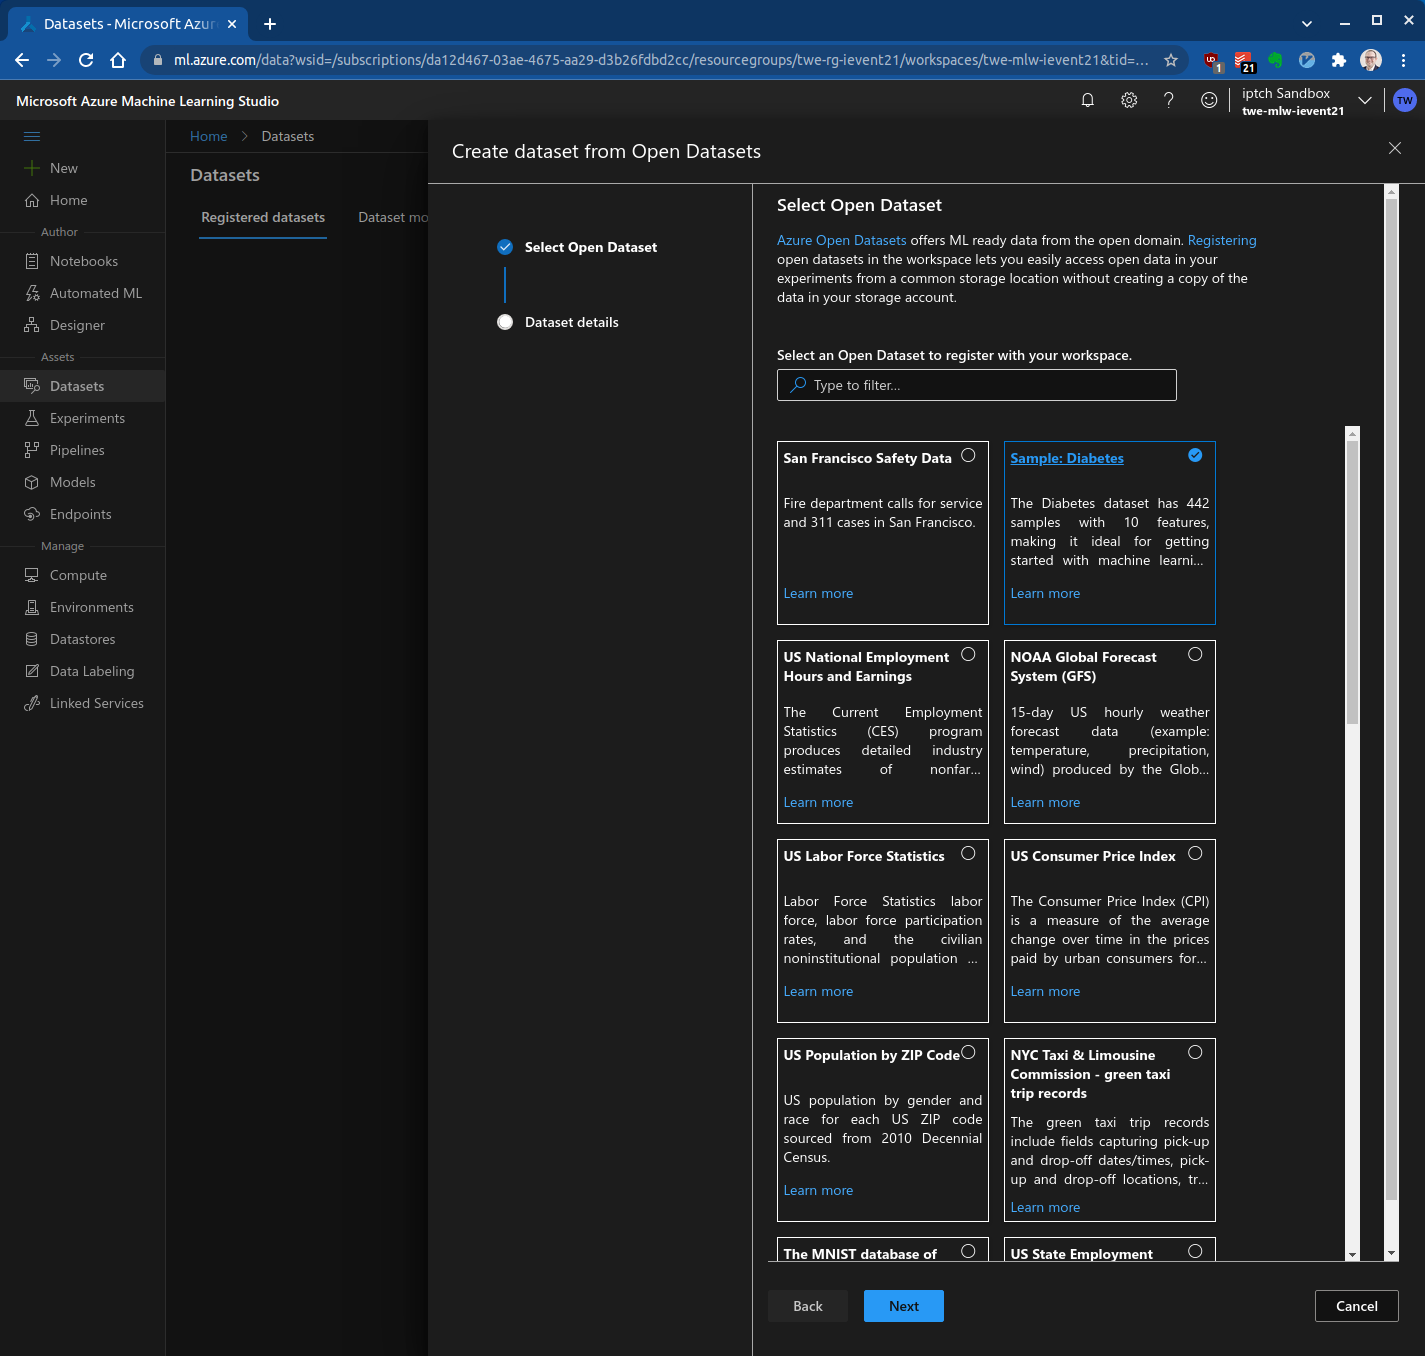 Datasets - Microsoft Azur
ml.azure.com/data?wsid=/subscriptions/da12d467-03ae-4675-aa29-d3b26fdbd2cc/resourcegroups/twe-rg-ievent21/workspaces/twe-mlw-ievent21&tid=...
1
21
Microsoft Azure Machine Learning Studio
iptch Sandbox
twe-mlw-ievent21
TW
New
Home
Author
Notebooks
Automated ML
Designer
Assets
Datasets
Experiments
Pipelines
Models
Endpoints
Manage
Compute
Environments
Datastores
Data Labeling
Linked Services
Home > Datasets
Datasets
Registered datasets
Dataset mo
Create dataset from Open Datasets
Select Open Dataset
Dataset details
Select Open Dataset
Azure Open Datasets offers ML ready data from the open domain. Registering
open datasets in the workspace lets you easily access open data in your
experiments from a common storage location without creating a copy of the
data in your storage account.
Select an Open Dataset to register with your workspace.
Type to filter...
San Francisco Safety Data
Fire department calls for service
and 311 cases in San Francisco.
Learn more
Sample: Diabetes
The Diabetes dataset has 442
samples with 10 features,
making it ideal for getting
started with machine learni...
Learn more
US National Employment
Hours and Earnings
The Current Employment
Statistics (CES) program
produces detailed industry
estimates of nonfar...
Learn more
NOAA Global Forecast
System (GFS)
15-day US hourly weather
forecast data (example:
temperature, precipitation,
wind) produced by the Glob...
Learn more
US Labor Force Statistics
Labor Force Statistics labor
force, labor force participation
rates, and the civilian
noninstitutional population ...
Learn more
US Consumer Price Index
The Consumer Price Index (CPI)
is a measure of the average
change over time in the prices
paid by urban consumers for...
Learn more
US Population by ZIP Code
US population by gender and
race for each US ZIP code
sourced from 2010 Decennial
Census.
Learn more
NYC Taxi & Limousine
Commission - green taxi
trip records
The green taxi trip records
include fields capturing pick-up
and drop-off dates/times, pick-
up and drop-off locations, tr...
Learn more
The MNIST database of
US State Employment
Back
Next
Cancel